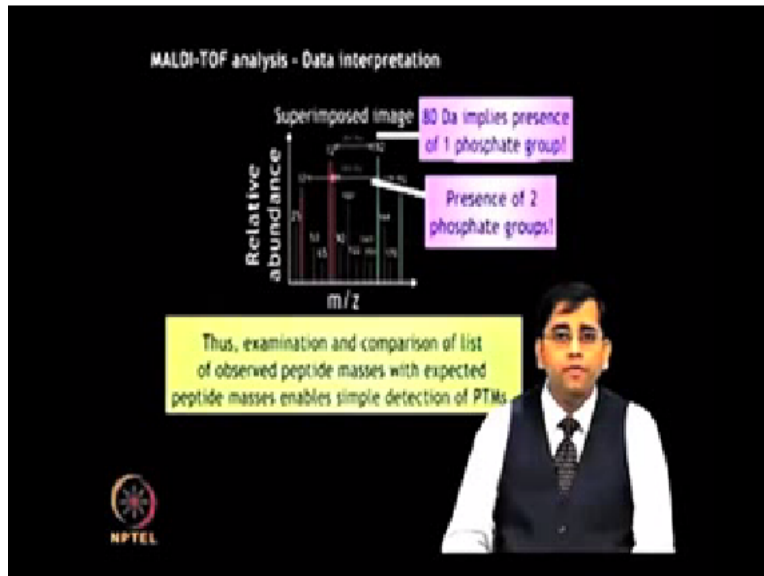 MALDI-TOF analysis - Data interpretation
Superimposed image
80 Da implies presence
of 1 phosphate group!
Presence of 2
phosphate groups!
Relative
abundance
m/z
Thus, examination and comparison of list
of observed peptide masses with expected
peptide masses enables simple detection of PTMs
NPTEL